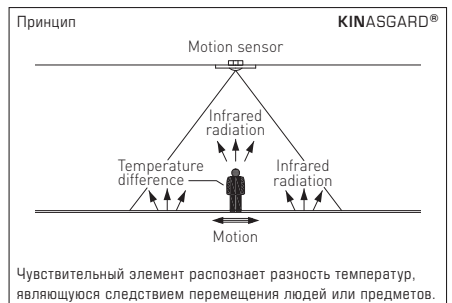 Принцип
KINASGARD®
Motion sensor
Infrared
radiation
Temperature
difference
Infrared
radiation
Motion
Чувствительный элемент распознает разность температур,
являющуюся следствием перемещения людей или предметов.